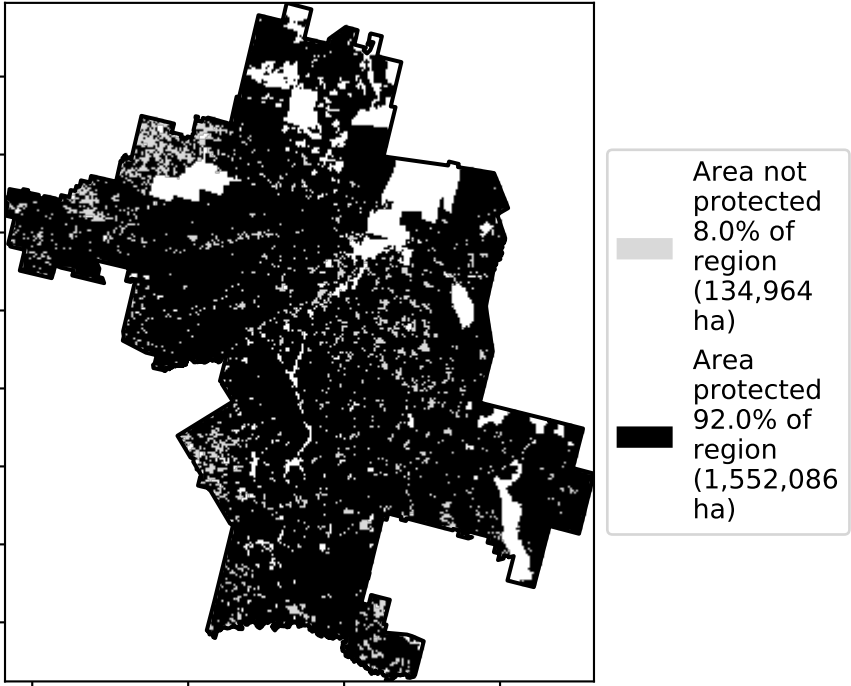 Area not
protected
8.0% of
region
(134,964
ha)
Area
protected
92.0% of
region
(1,552,086
ha)